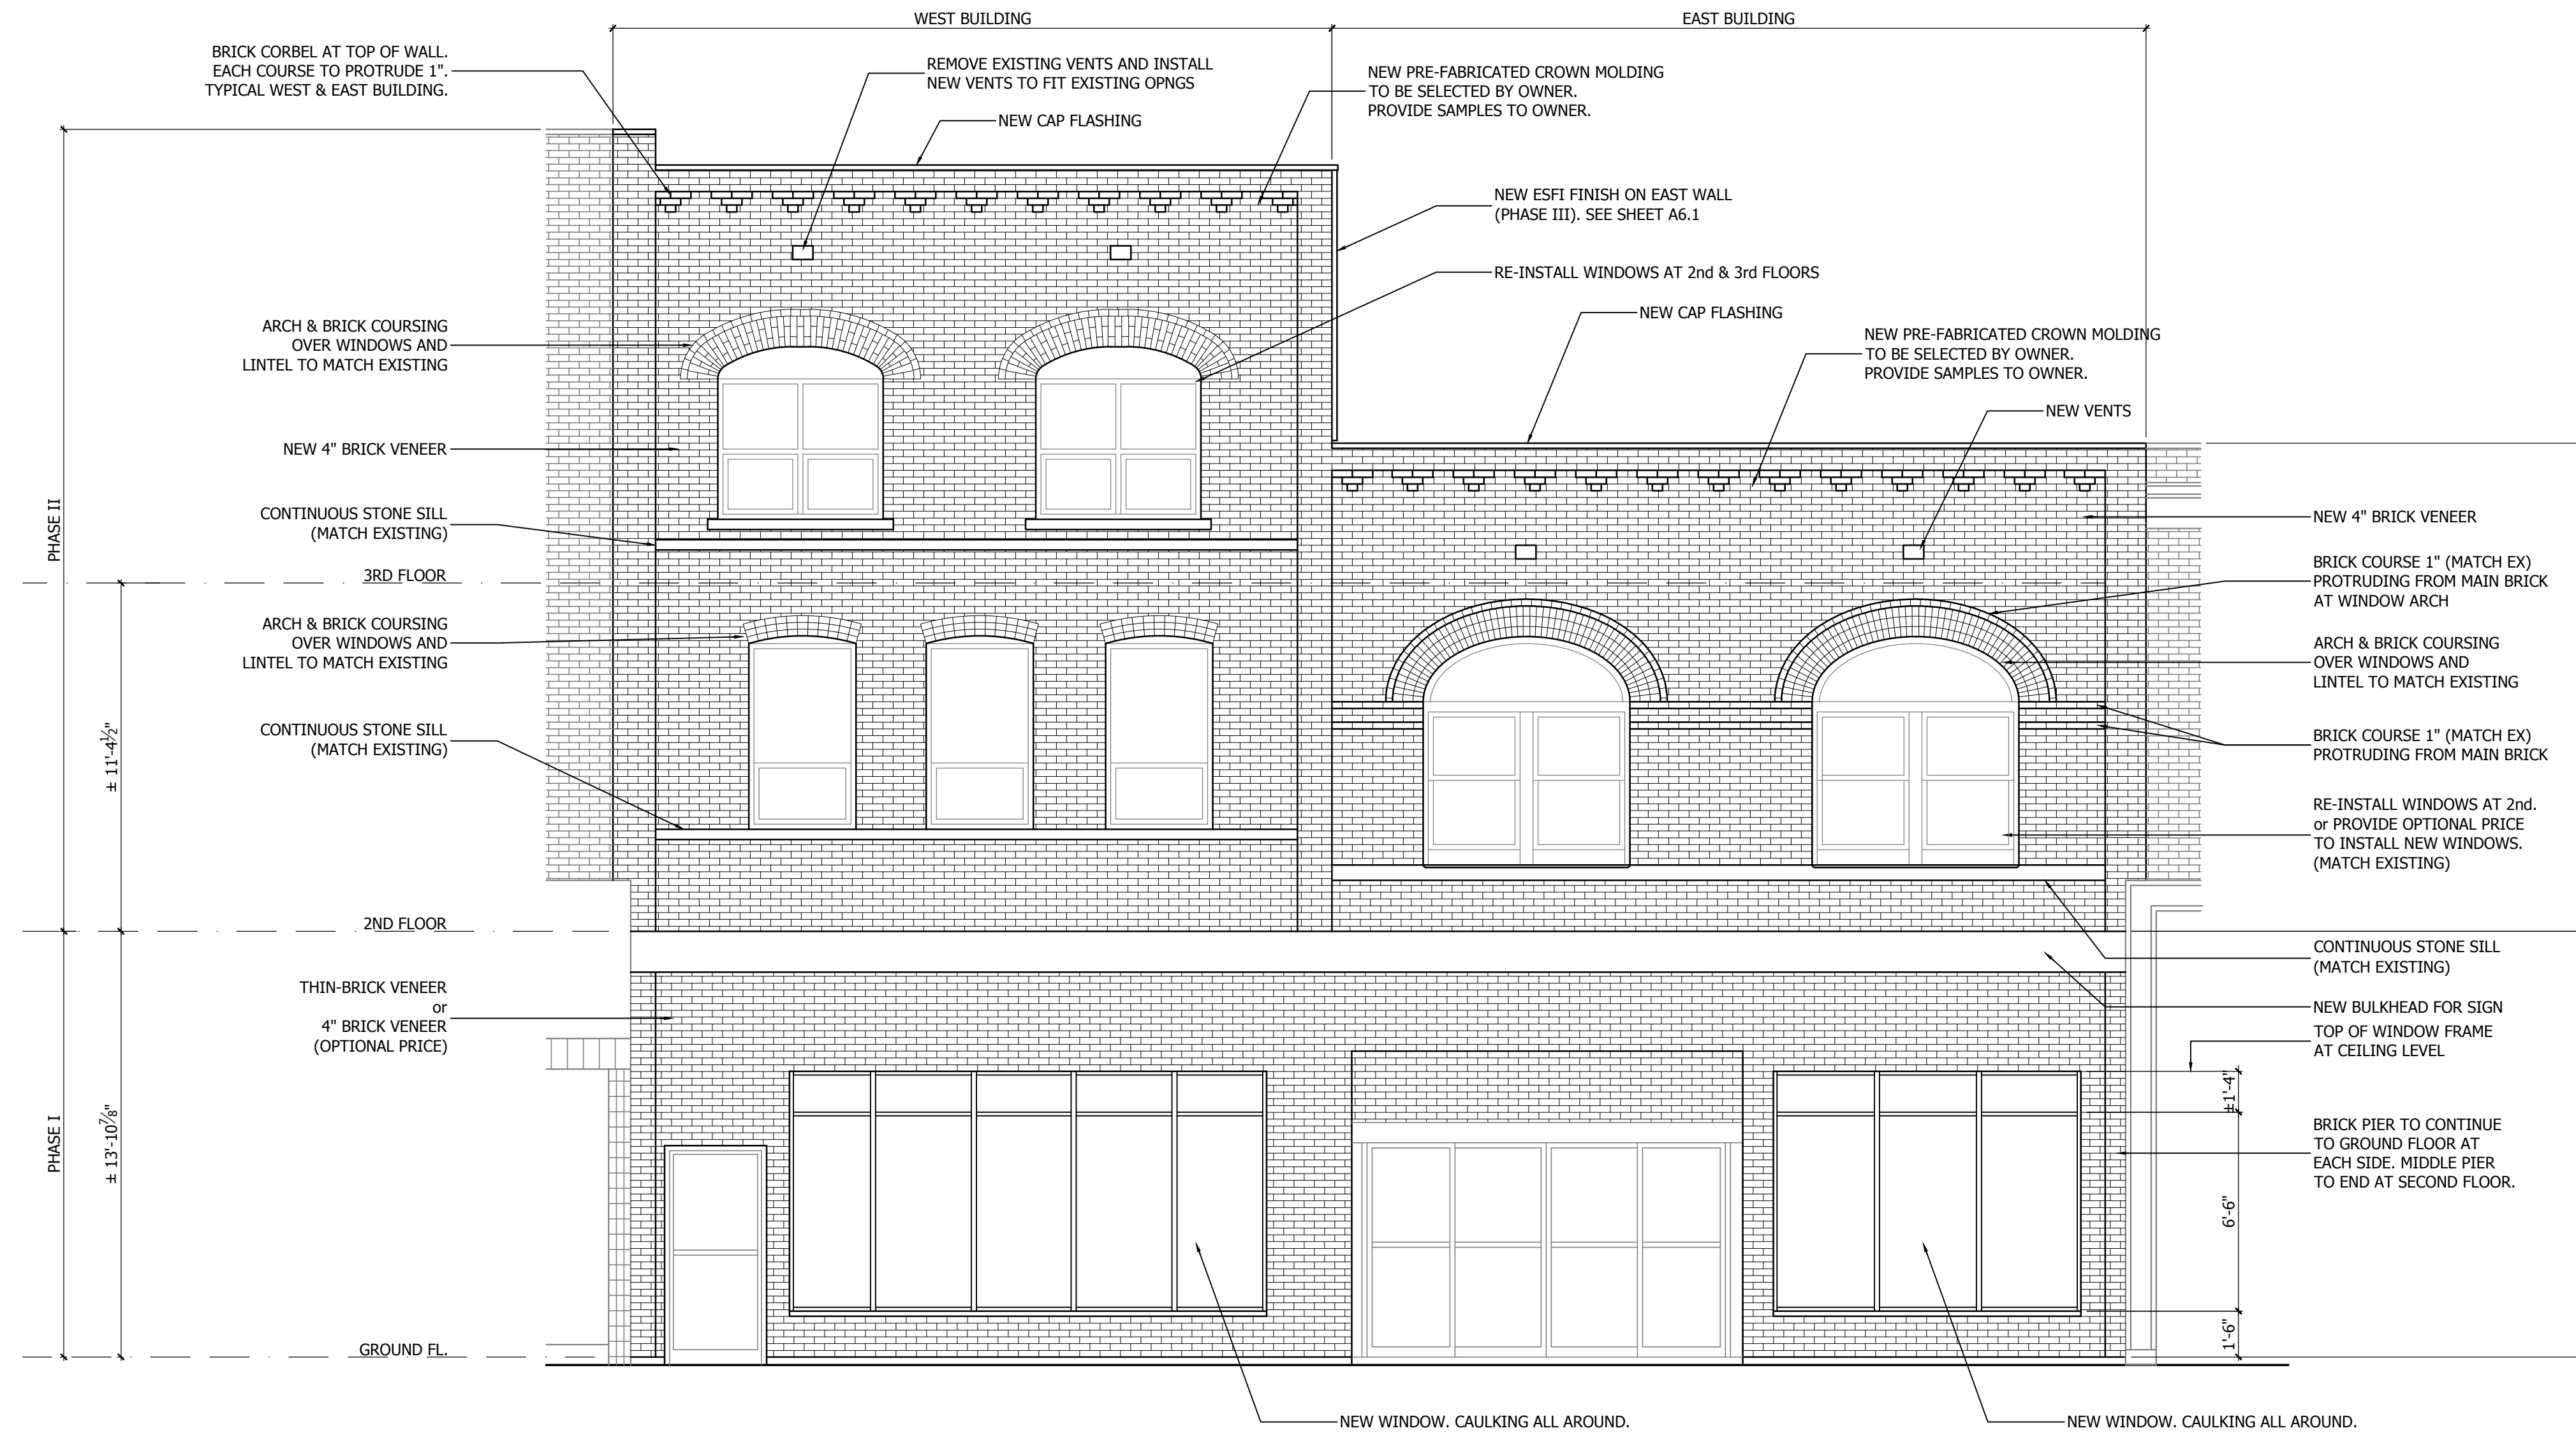 WEST BUILDING
EAST BUILDING
BRICK CORBEL AT TOP OF WALL.
EACH COURSE TO PROTRUDE 1".
TYPICAL WEST & EAST BUILDING.
REMOVE EXISTING VENTS AND INSTALL
NEW VENTS TO FIT EXISTING OPNGS
NEW CAP FLASHING
NEW PRE-FABRICATED CROWN MOLDING
TO BE SELECTED BY OWNER.
PROVIDE SAMPLES TO OWNER.
NEW ESFI FINISH ON EAST WALL
(PHASE III). SEE SHEET A6.1
RE-INSTALL WINDOWS AT 2nd & 3rd FLOORS
NEW CAP FLASHING
NEW PRE-FABRICATED CROWN MOLDING
TO BE SELECTED BY OWNER.
PROVIDE SAMPLES TO OWNER.
NEW VENTS
ARCH & BRICK COURSING
OVER WINDOWS AND
LINTEL TO MATCH EXISTING
NEW 4" BRICK VENEER
CONTINUOUS STONE SILL
(MATCH EXISTING)
PHASE II
3RD FLOOR
ARCH & BRICK COURSING
OVER WINDOWS AND
LINTEL TO MATCH EXISTING
CONTINUOUS STONE SILL
(MATCH EXISTING)
± 11'-4½"
2ND FLOOR
THIN-BRICK VENEER
or
4" BRICK VENEER
(OPTIONAL PRICE)
PHASE I
± 13'-10⅞"
GROUND FL.
NEW 4" BRICK VENEER
BRICK COURSE 1" (MATCH EX)
PROTRUDING FROM MAIN BRICK
AT WINDOW ARCH
ARCH & BRICK COURSING
OVER WINDOWS AND
LINTEL TO MATCH EXISTING
BRICK COURSE 1" (MATCH EX)
PROTRUDING FROM MAIN BRICK
RE-INSTALL WINDOWS AT 2nd.
or PROVIDE OPTIONAL PRICE
TO INSTALL NEW WINDOWS.
(MATCH EXISTING)
CONTINUOUS STONE SILL
(MATCH EXISTING)
NEW BULKHEAD FOR SIGN
TOP OF WINDOW FRAME
AT CEILING LEVEL
±1'-4"
BRICK PIER TO CONTINUE
TO GROUND FLOOR AT
EACH SIDE. MIDDLE PIER
TO END AT SECOND FLOOR.
6'-6"
1'-6"
NEW WINDOW. CAULKING ALL AROUND.
NEW WINDOW. CAULKING ALL AROUND.